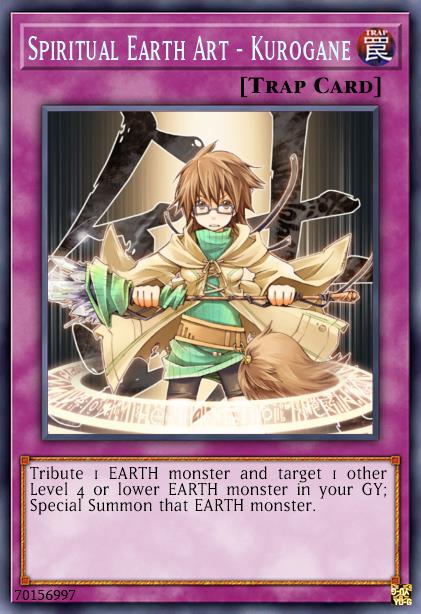 SPIRITUAL EARTH ART - KUROGANE
TRAP
罠
[TRAP CARD]
Tribute 1 EARTH monster and target 1 other
Level 4 or lower EARTH monster in your GY;
Special Summon that EARTH monster.
70156997